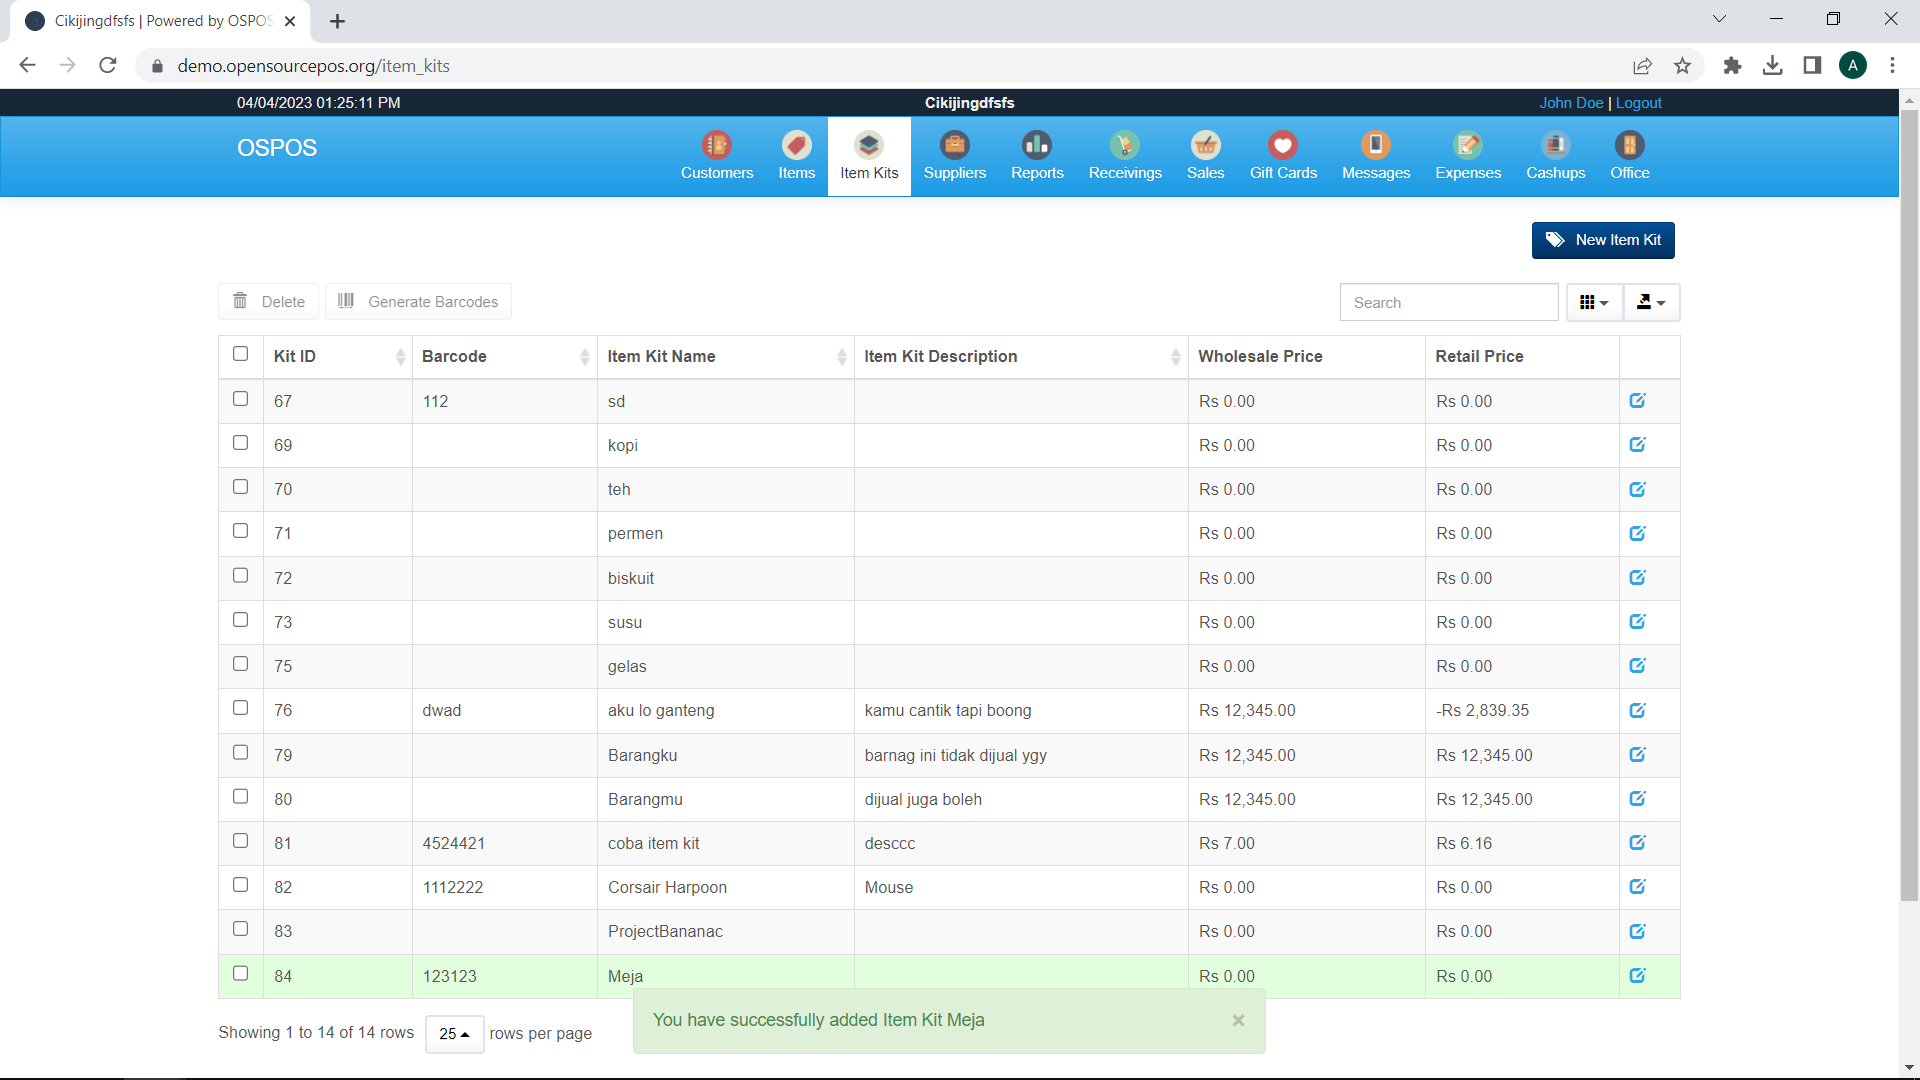 Cikijingdfsfs | Powered by OSPOS
demo.opensourcepos.org/item_kits
A
04/04/2023 01:25:11 PM
Cikijingdfsfs
John Doe | Logout
OSPOS
Customers
Items
Item Kits
Suppliers
Reports
Receivings
Sales
Gift Cards
Messages
Expenses
Cashups
Office
New Item Kit
Delete
Generate Barcodes
Search
Kit ID Barcode Item Kit Name Item Kit Description Wholesale Price Retail Price
67 112 sd Rs 0.00 Rs 0.00
69 kopi Rs 0.00 Rs 0.00
70 teh Rs 0.00 Rs 0.00
71 permen Rs 0.00 Rs 0.00
72 biskuit Rs 0.00 Rs 0.00
73 susu Rs 0.00 Rs 0.00
75 gelas Rs 0.00 Rs 0.00
76 dwad aku lo ganteng kamu cantik tapi boong Rs 12,345.00 -Rs 2,839.35
79 Barangku barnag ini tidak dijual ygy Rs 12,345.00 Rs 12,345.00
80 Barangmu dijual juga boleh Rs 12,345.00 Rs 12,345.00
81 4524421 coba item kit desccc Rs 7.00 Rs 6.16
82 1112222 Corsair Harpoon Mouse Rs 0.00 Rs 0.00
83 ProjectBananac Rs 0.00 Rs 0.00
84 123123 Meja Rs 0.00 Rs 0.00
Showing 1 to 14 of 14 rows 25 rows per page
You have successfully added Item Kit Meja ×